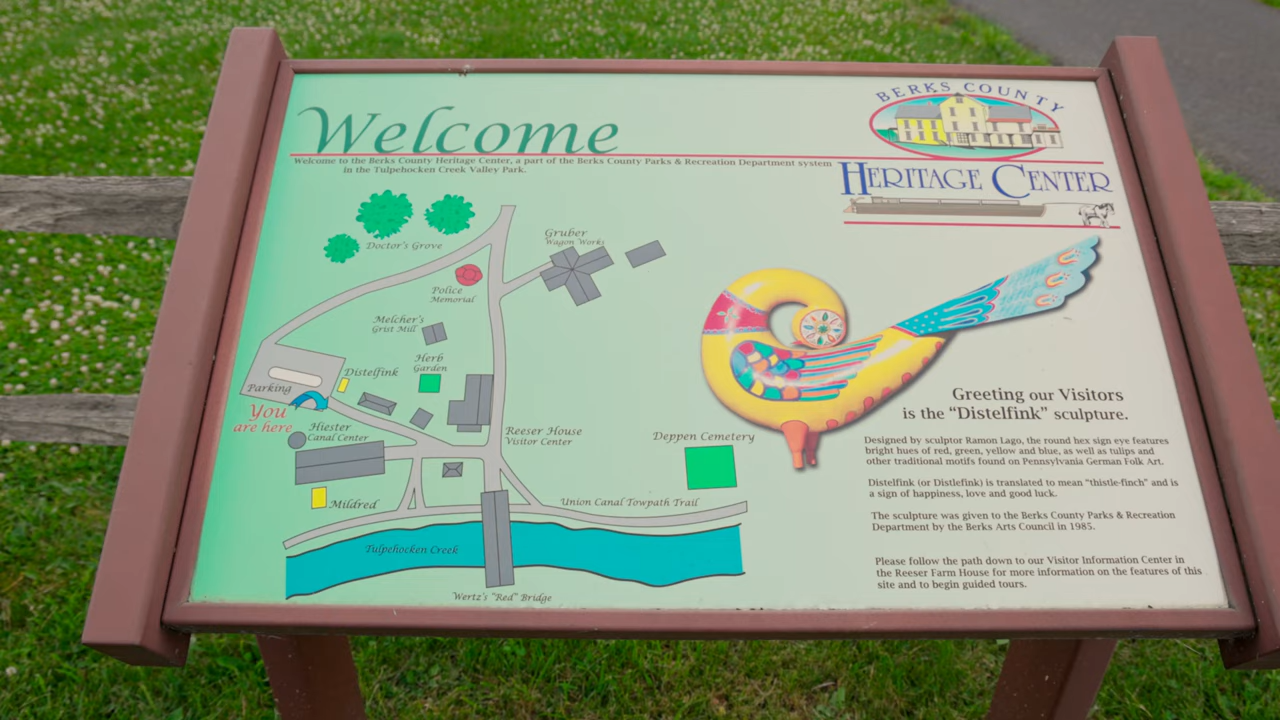 Welcome
Welcome to the Berks County Heritage Center, a part of the Berks County Parks & Recreation Department system
in the Tulpehocken Creek Valley Park.
BERKS COUNTY
HERITAGE CENTER
Doctor's Grove
Gruber
Wagon Works
Police
Memorial
Melcher's
Grist Mill
Herb
Garden
Distelfink
Parking
You
are here
Hiester
Canal Center
Reeser House
Visitor Center
Deppen Cemetery
Mildred
Union Canal Towpath Trail
Tulpehocken Creek
Wertz's "Red" Bridge
Greeting our Visitors
is the “Distelfink” sculpture.
Designed by sculptor Ramon Lago, the round hex sign eye features
bright hues of red, green, yellow and blue, as well as tulips and
other traditional motifs found on Pennsylvania German Folk Art.
Distelfink (or Distlefink) is translated to mean “thistle-finch” and is
a sign of happiness, love and good luck.
The sculpture was given to the Berks County Parks & Recreation
Department by the Berks Arts Council in 1985.
Please follow the path down to our Visitor Information Center in
the Reeser Farm House for more information on the features of this
site and to begin guided tours.